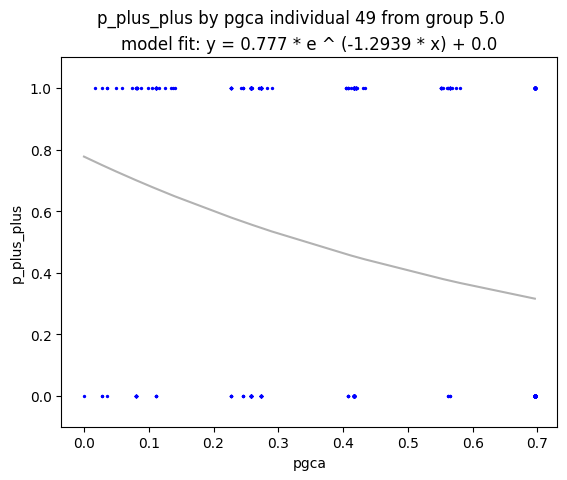 p_plus_plus by pgca individual 49 from group 5.0
model fit: y = 0.777 * e ^ (-1.2939 * x) + 0.0
1.0
0.8
0.6
0.4
0.2
0.0
p_plus_plus
0.0 0.1 0.2 0.3 0.4 0.5 0.6 0.7
pgca